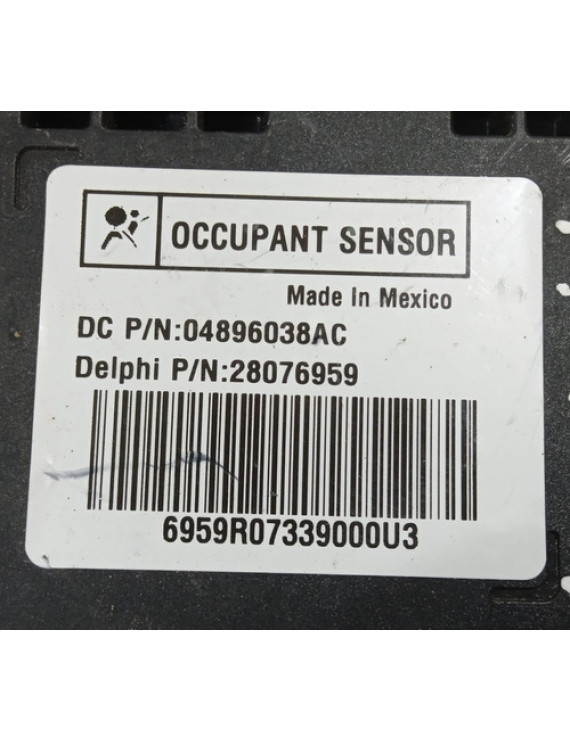 OCCUPANT SENSOR
Made In Mexico
DC P/N:04896038AC
Delphi P/N:28076959
6959R07339000U3